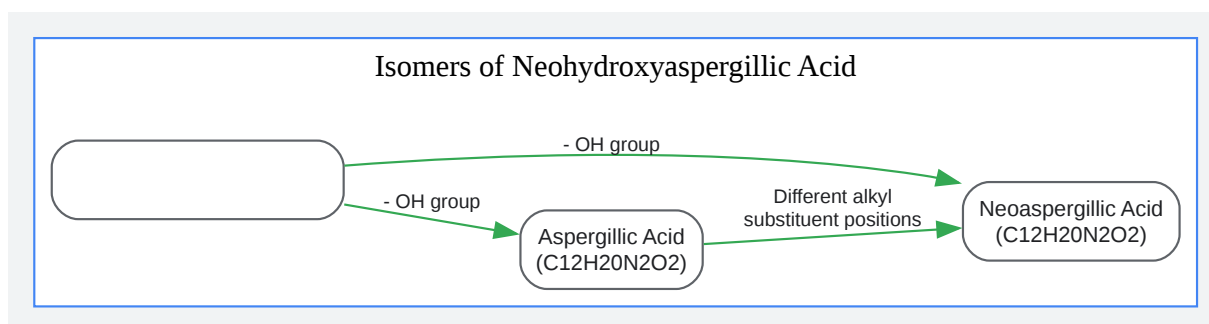 Isomers of Neohydroxyaspergillic Acid
- OH group
- OH group
Different alkyl
substituent positions
Aspergillic Acid
(C12H20N2O2)
Neoaspergillic Acid
(C12H20N2O2)